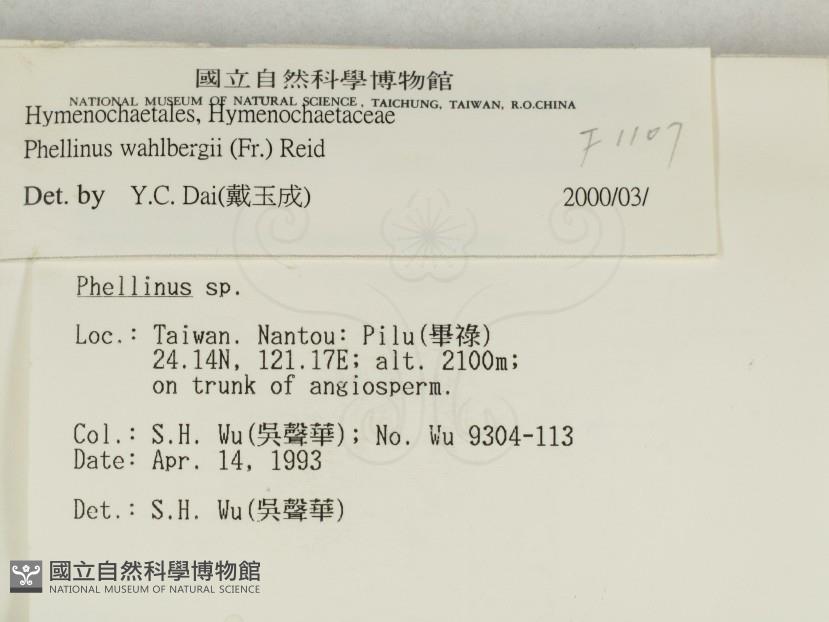 國立自然科學博物館
NATIONAL MUSEUM OF NATURAL SCIENCE, TAICHUNG, TAIWAN, R.O.CHINA
Hymenochaetales, Hymenochaetaceae
Phellinus wahlbergii (Fr.) Reid
F1107
Det. by Y.C. Dai(戴玉成) 2000/03/
Phellinus sp.
Loc.: Taiwan. Nantou: Pilu(畢祿)
24.14N, 121.17E; alt. 2100m;
on trunk of angiosperm.
Col.: S.H. Wu(吳聲華); No. Wu 9304-113
Date: Apr. 14, 1993
Det.: S.H. Wu(吳聲華)
國立自然科學博物館
NATIONAL MUSEUM OF NATURAL SCIENCE